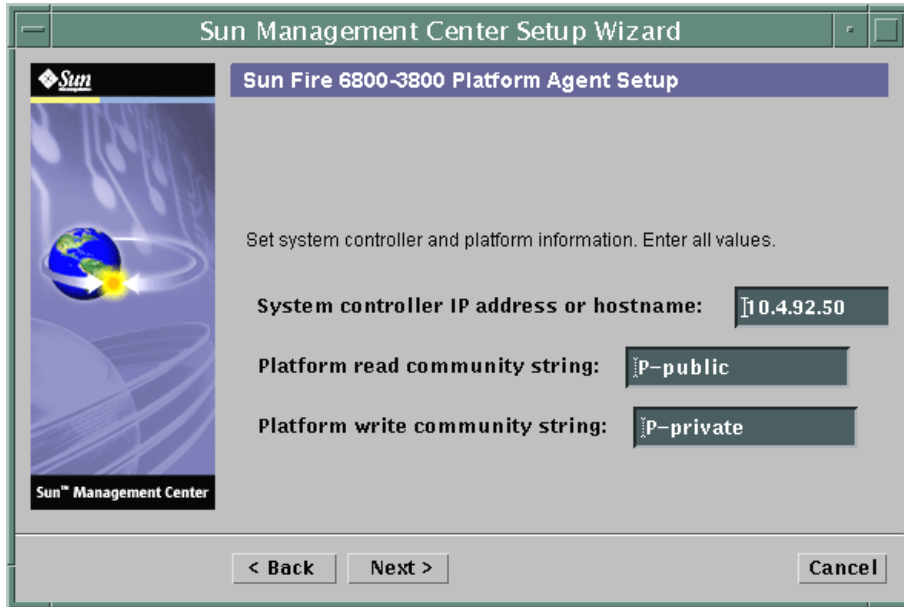 Sun Management Center Setup Wizard
Sun
microsystems
Sun Fire 6800-3800 Platform Agent Setup
Set system controller and platform information. Enter all values.
System controller IP address or hostname: 10.4.92.50
Platform read community string: P-public
Platform write community string: P-private
Sun™ Management Center
< Back Next > Cancel